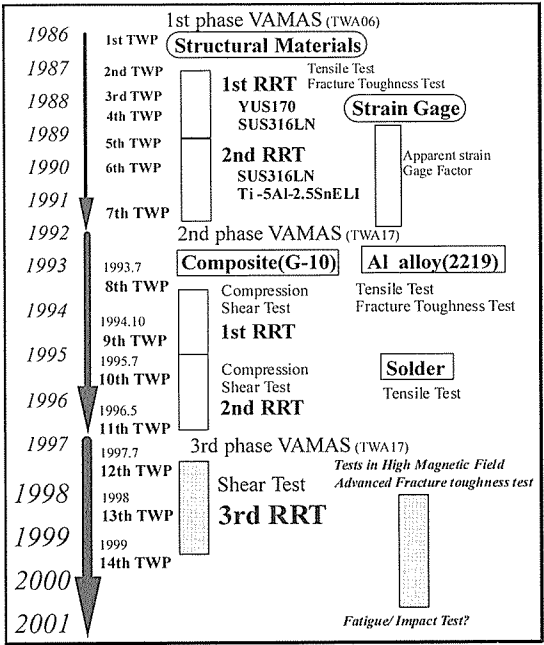 1st phase VAMAS (TWA06)
1986
1st TWP
Structural Materials
1987
2nd TWP
1st RRT
Tensile Test
Fracture Toughness Test
1988
3rd TWP
4th TWP
YUS170
SUS316LN
Strain Gage
1989
5th TWP
2nd RRT
1990
6th TWP
SUS316LN
Ti -5Al-2.5SnELI
Apparent strain
Gage Factor
1991
7th TWP
1992
2nd phase VAMAS (TWA17)
1993
1993.7
8th TWP
Composite(G-10)
Al alloy(2219)
Compression
Shear Test
Tensile Test
Fracture Toughness Test
1994
1994.10
9th TWP
1st RRT
1995
1995.7
10th TWP
Compression
Shear Test
Solder
Tensile Test
1996
1996.5
11th TWP
2nd RRT
1997
3rd phase VAMAS (TWA17)
1997.7
12th TWP
Tests in High Magnetic Field
Advanced Fracture toughness test
Shear Test
1998
1998
13th TWP
3rd RRT
1999
1999
14th TWP
2000
2001
Fatigue/ Impact Test?